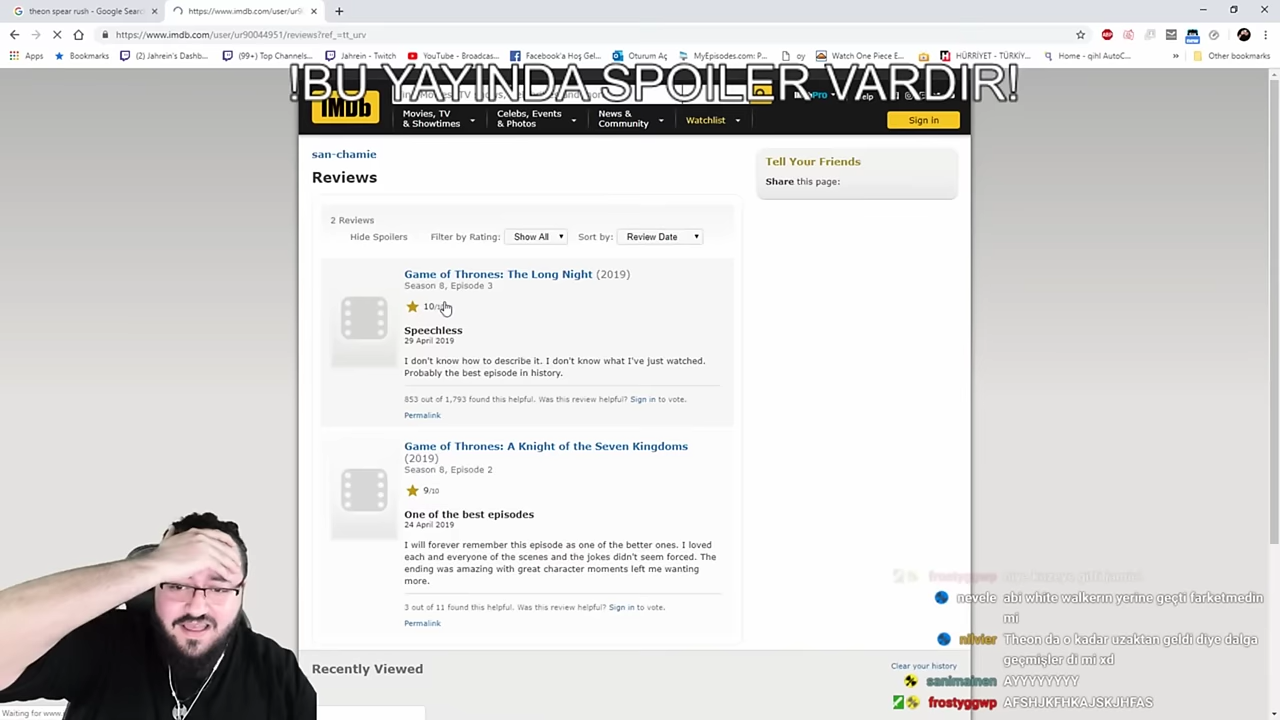 theon spear rush - Google Searc
https://www.imdb.com/user/ur9
https://www.imdb.com/user/ur90044951/reviews?ref_=tt_urv
Apps
Bookmarks
(2) Jahrein's Dashb...
(99+) Top Channels...
Jahrein - Twitch
YouTube - Broadcas...
Facebook'a Hoş Gel...
Oturum Aç
MyEpisodes.com: P...
oy
Watch One Piece E...
HÜRRİYET - TÜRKİY...
Home - qihl AutoC...
»
Other bookmarks
!BU YAYINDA SPOILER VARDIR!
IMDb
Pro
Movies, TV
& Showtimes
Celebs, Events
& Photos
News &
Community
Watchlist
Sign in
san-chamie
Reviews
Tell Your Friends
Share this page:
2 Reviews
Hide Spoilers
Filter by Rating:
Show All
Sort by:
Review Date
Game of Thrones: The Long Night (2019)
Season 8, Episode 3
10
Speechless
29 April 2019
I don't know how to describe it. I don't know what I've just watched.
Probably the best episode in history.
853 out of 1,793 found this helpful. Was this review helpful? Sign in to vote.
Permalink
Game of Thrones: A Knight of the Seven Kingdoms
(2019)
Season 8, Episode 2
9/10
One of the best episodes
24 April 2019
I will forever remember this episode as one of the better ones. I loved
each and everyone of the scenes and the jokes didn't seem forced. The
ending was amazing with great character moments left me wanting
more.
3 out of 11 found this helpful. Was this review helpful? Sign in to vote.
Permalink
Recently Viewed
Clear your history
frostyggwp
nevele abi white walkerın yerine geçti farketmedin
mi
nilvier Theon da o kadar uzaktan geldi diye dalga
geçmişler di mi xd
sanimainen AYYYYYYYY
frostyggwp AFSHJKFHKAJSKJHFAS
Waiting for www.